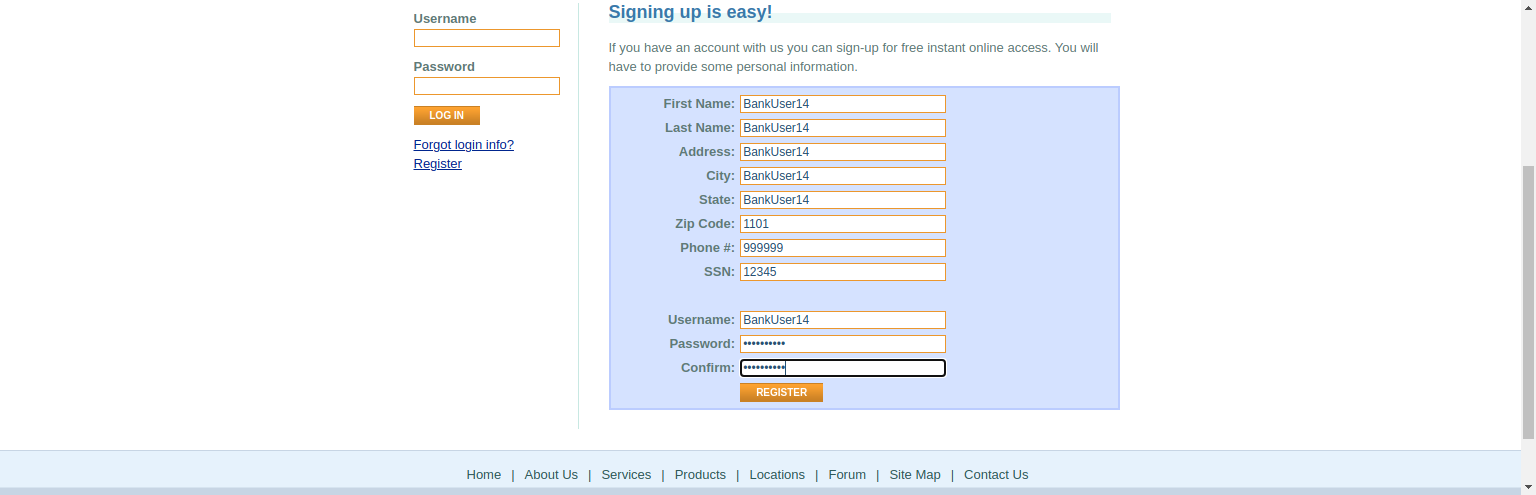 Username
Password
LOG IN
Forgot login info?
Register
Signing up is easy!
If you have an account with us you can sign-up for free instant online access. You will
have to provide some personal information.
First Name: BankUser14
Last Name: BankUser14
Address: BankUser14
City: BankUser14
State: BankUser14
Zip Code: 1101
Phone #: 999999
SSN: 12345
Username: BankUser14
Password: ••••••••••
Confirm: ••••••••••
REGISTER
Home | About Us | Services | Products | Locations | Forum | Site Map | Contact Us